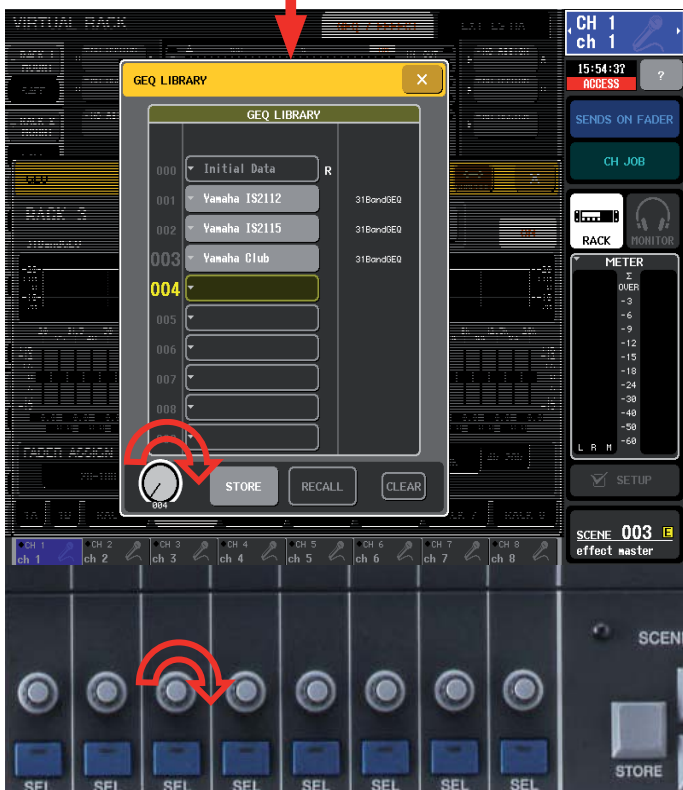 VIRTUAL RACK
CH 1
ch 1
GEQ LIBRARY
×
15:54:3?
ACCESS
?
GEQ LIBRARY
SENDS ON FADER
CH JOB
000 Initial Data R
001 Yamaha IS2112 31BandGEQ
002 Yamaha IS2115 31BandGEQ
003 Yamaha Club 31BandGEQ
004
005
006
007
008
GEQ
RACK 3
RACK
MONITOR
METER
Σ
OVER
-3
-6
-9
-12
-15
-18
-24
-30
-40
-50
-60
L R M
004
STORE
RECALL
CLEAR
SETUP
SCENE 003 E
effect master
CH 1
ch 1
CH 2
ch 2
CH 3
ch 3
CH 4
ch 4
CH 5
ch 5
CH 6
ch 6
CH 7
ch 7
CH 8
ch 8
SCEN
STORE
SEL
SEL
SEL
SEL
SEL
SEL
SEL
SEL